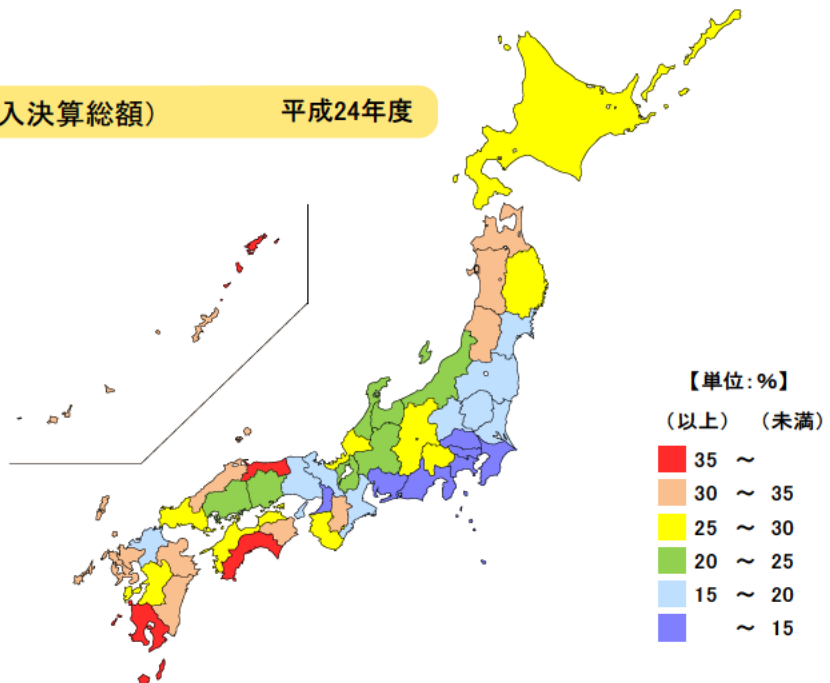 入決算総額） 平成24年度
【単位:%】
（以上） （未満）
35 ～
30 ～ 35
25 ～ 30
20 ～ 25
15 ～ 20
～ 15